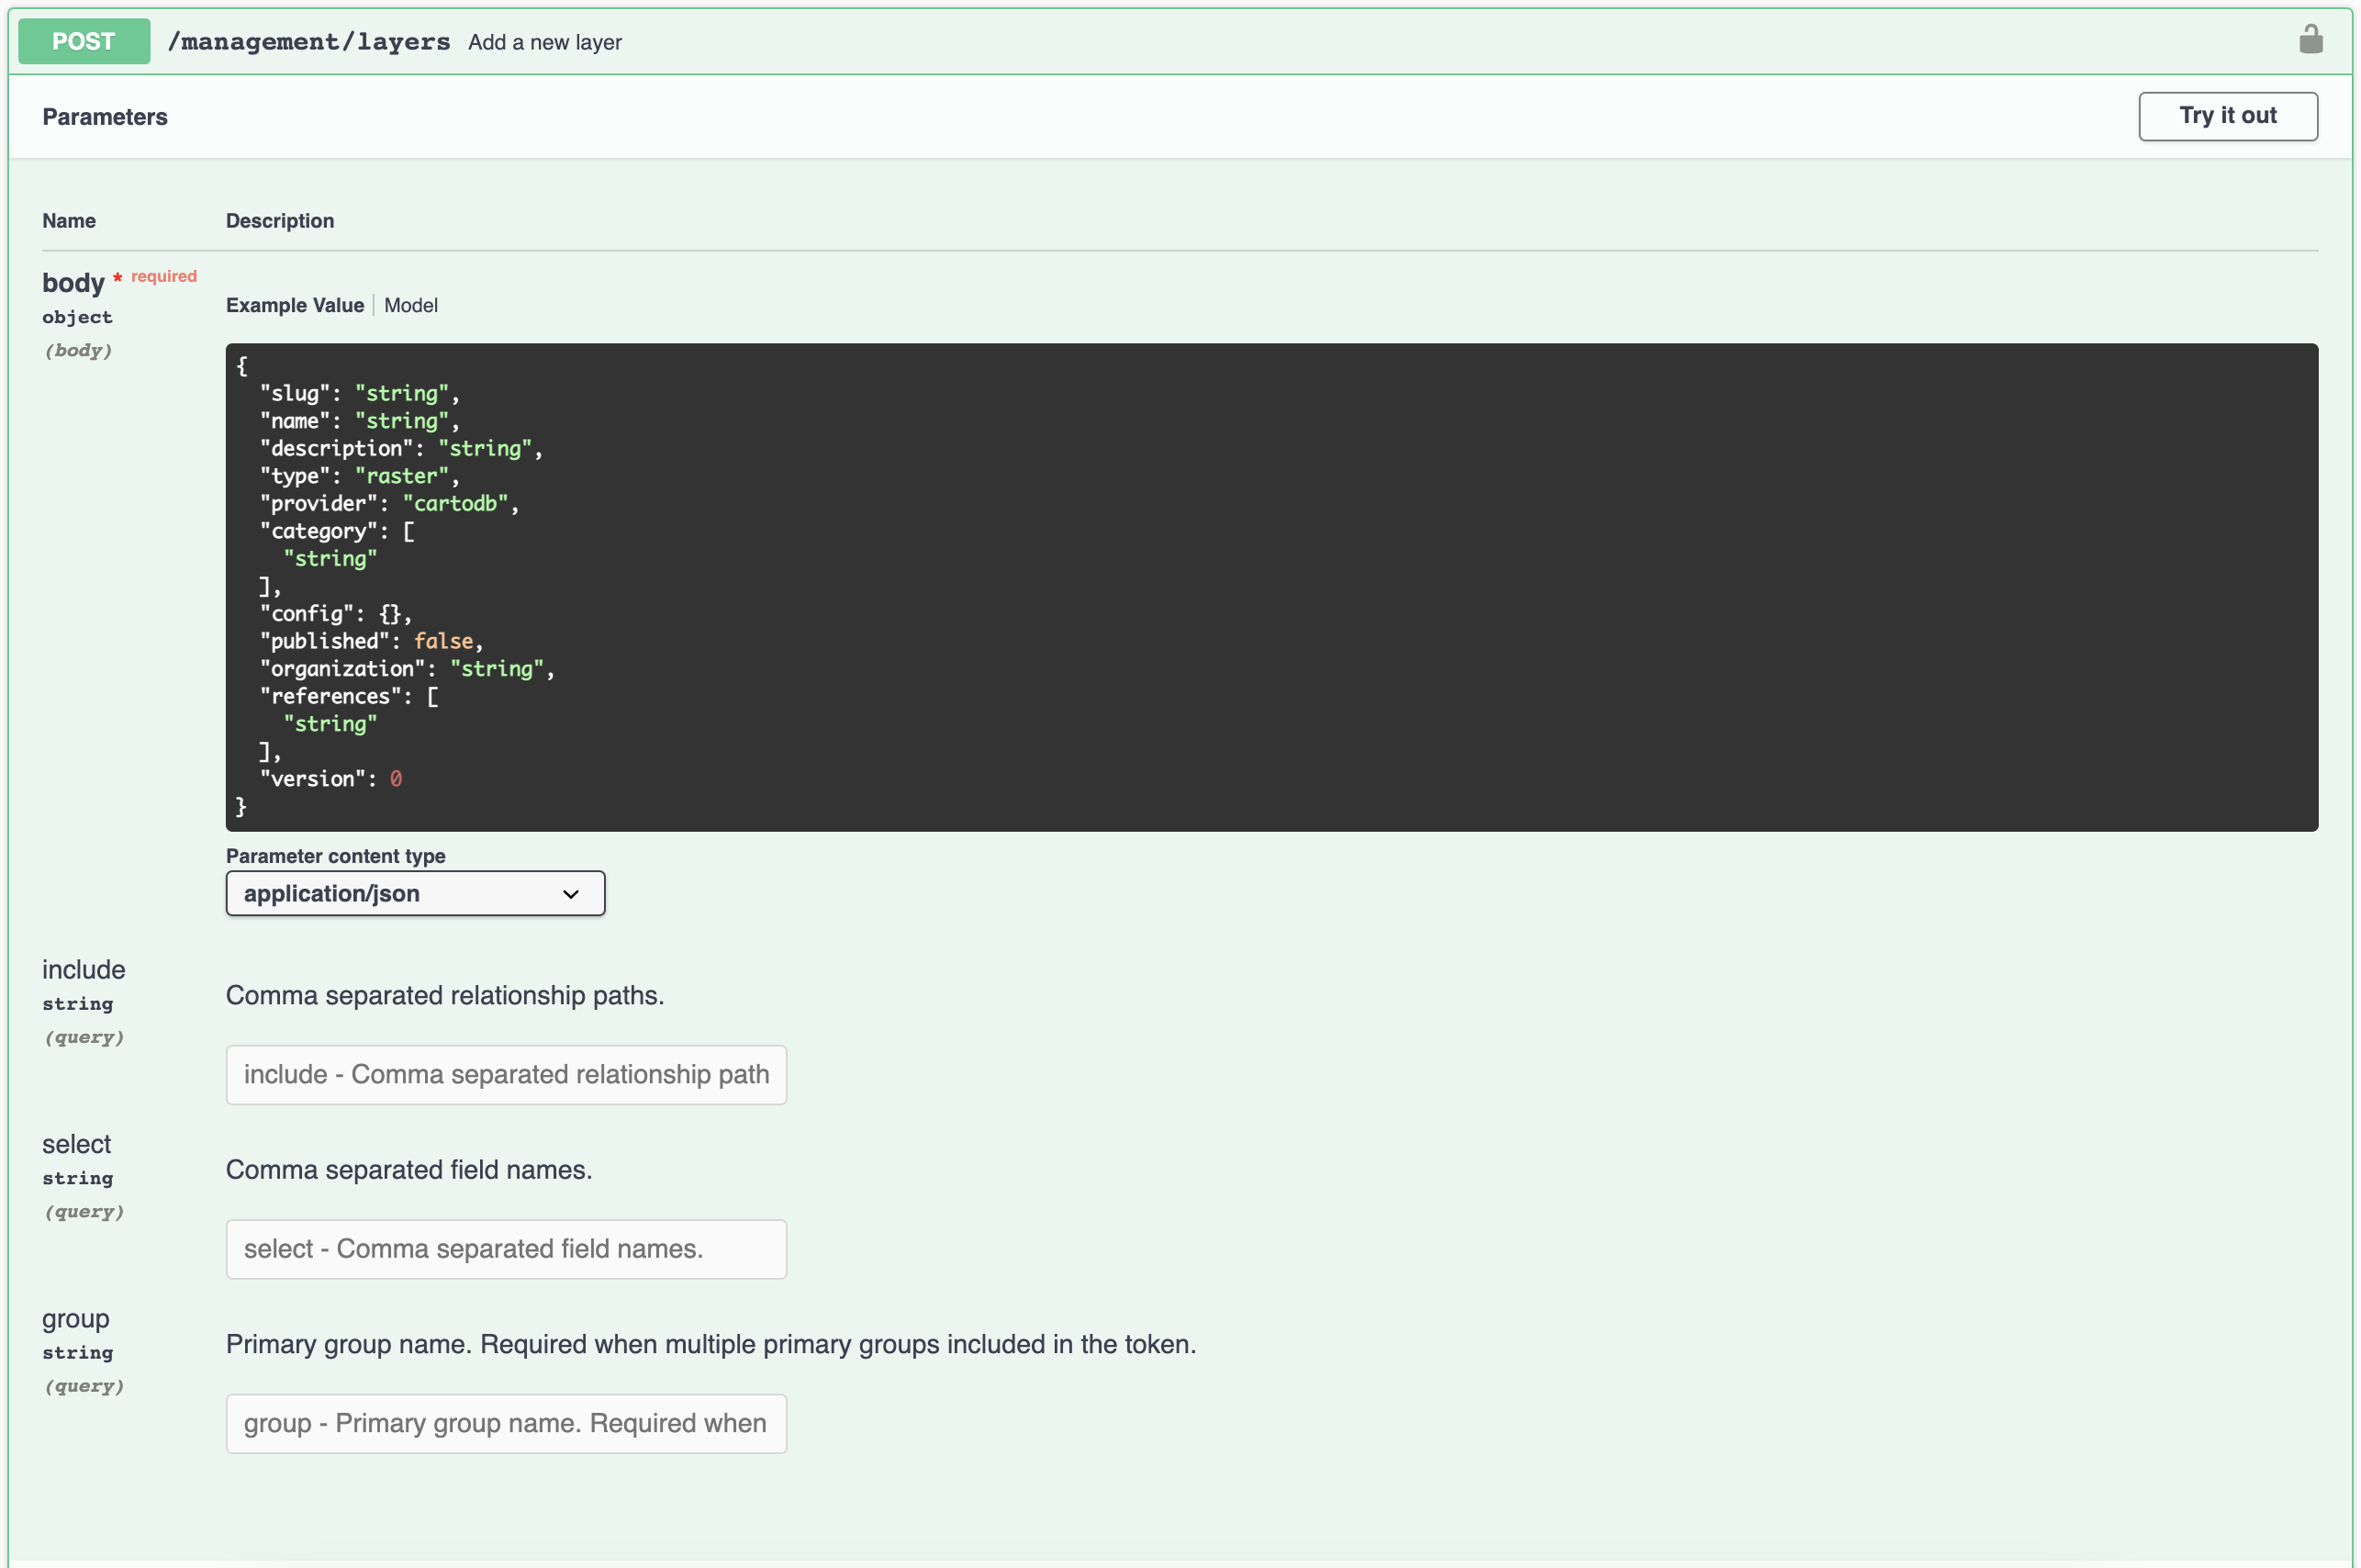 POST /management/layers Add a new layer
Parameters
Try it out
Name Description
body * required
object
(body)
Example Value Model
{
  "slug": "string",
  "name": "string",
  "description": "string",
  "type": "raster",
  "provider": "cartodb",
  "category": [
    "string"
  ],
  "config": {},
  "published": false,
  "organization": "string",
  "references": [
    "string"
  ],
  "version": 0
}
Parameter content type
application/json
include
string
(query)
Comma separated relationship paths.
include - Comma separated relationship path
select
string
(query)
Comma separated field names.
select - Comma separated field names.
group
string
(query)
Primary group name. Required when multiple primary groups included in the token.
group - Primary group name. Required when